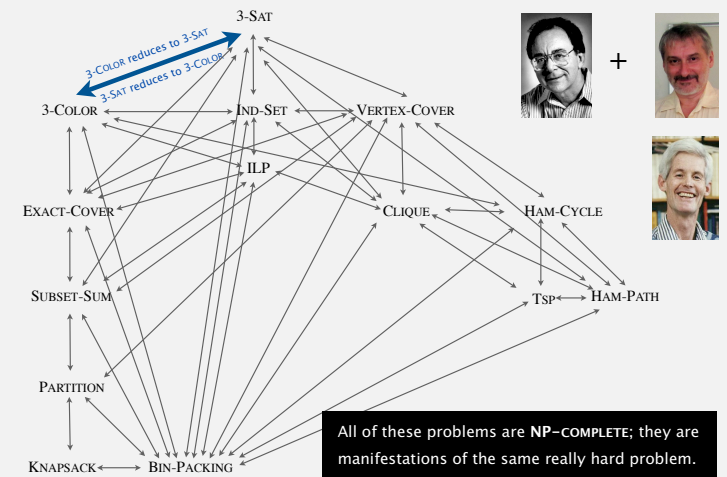 3-SAT
3-COLOR reduces to 3-SAT
3-SAT reduces to 3-COLOR
+
3-COLOR
IND-SET
VERTEX-COVER
ILP
EXACT-COVER
CLIQUE
HAM-CYCLE
SUBSET-SUM
TSP
HAM-PATH
PARTITION
All of these problems are NP-COMPLETE; they are
manifestations of the same really hard problem.
KNAPSACK
BIN-PACKING